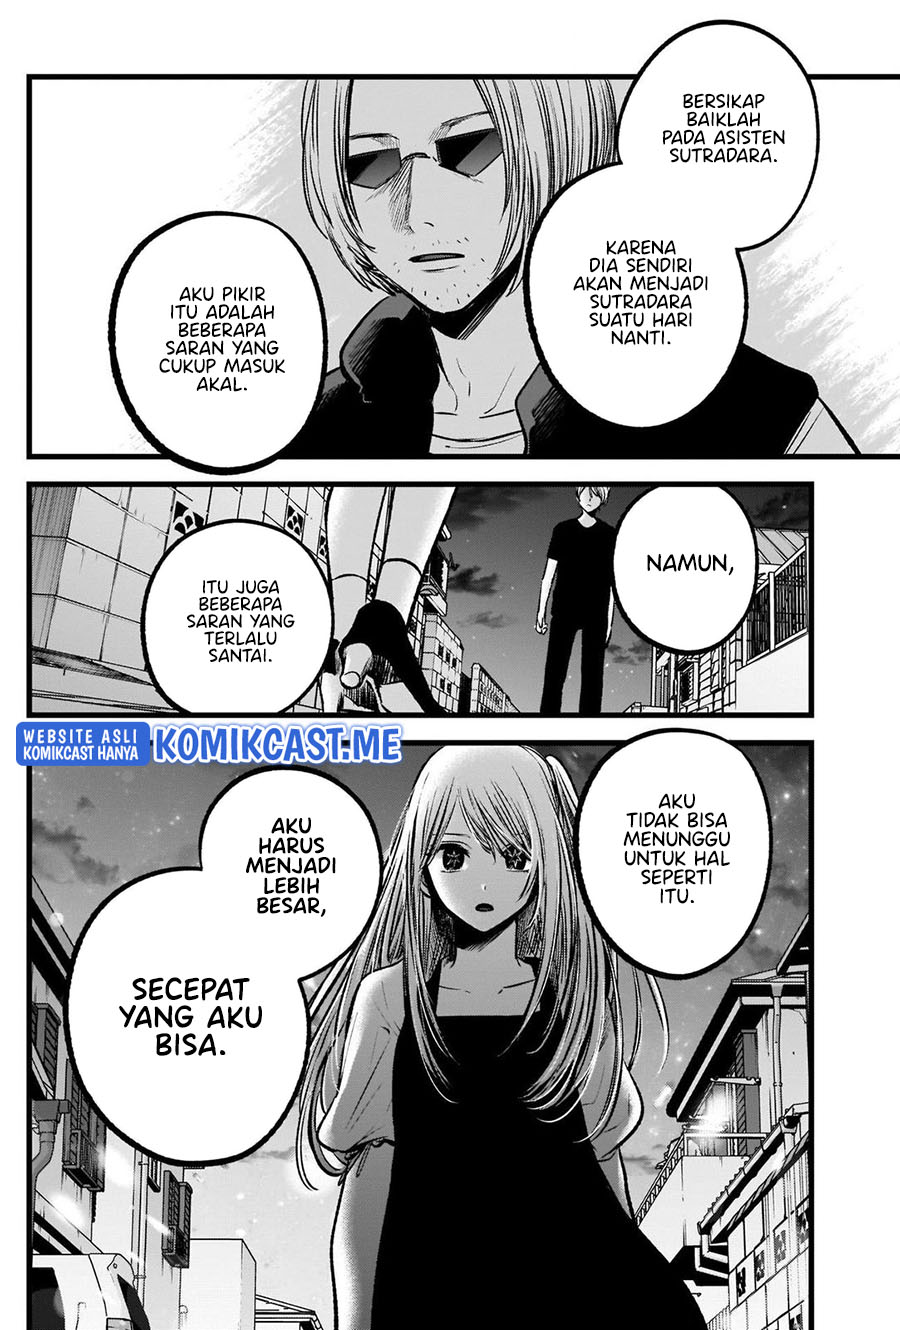 BERSIKAP
BAIKLAH
PADA ASISTEN
SUTRADARA.
KARENA
DIA SENDIRI
AKAN MENJADI
SUTRADARA
SUATU HARI
NANTI.
AKU PIKIR
ITU ADALAH
BEBERAPA
SARAN YANG
CUKUP MASUK
AKAL.
NAMUN,
ITU JUGA
BEBERAPA
SARAN YANG
TERLALU
SANTAI.
WEBSITE ASLI
KOMIKCAST HANYA
KOMIKCAST.ME
AKU
TIDAK BISA
MENUNGGU
UNTUK HAL
SEPERTI
ITU.
AKU
HARUS
MENJADI
LEBIH
BESAR,
SECEPAT
YANG AKU
BISA.